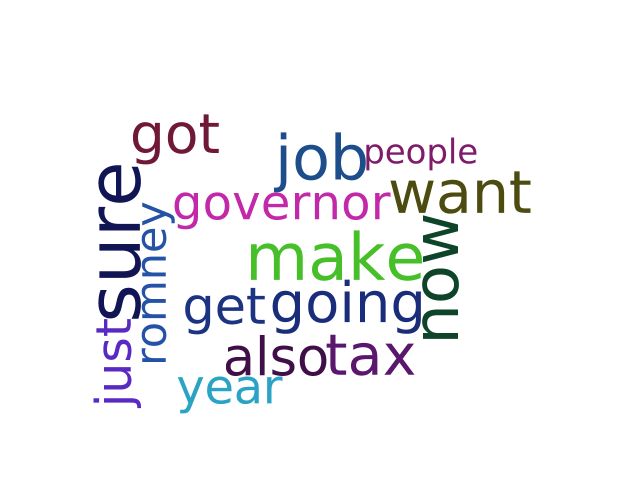 got
job
people
sure
governor
want
romney
make
now
get
going
just
also
tax
year